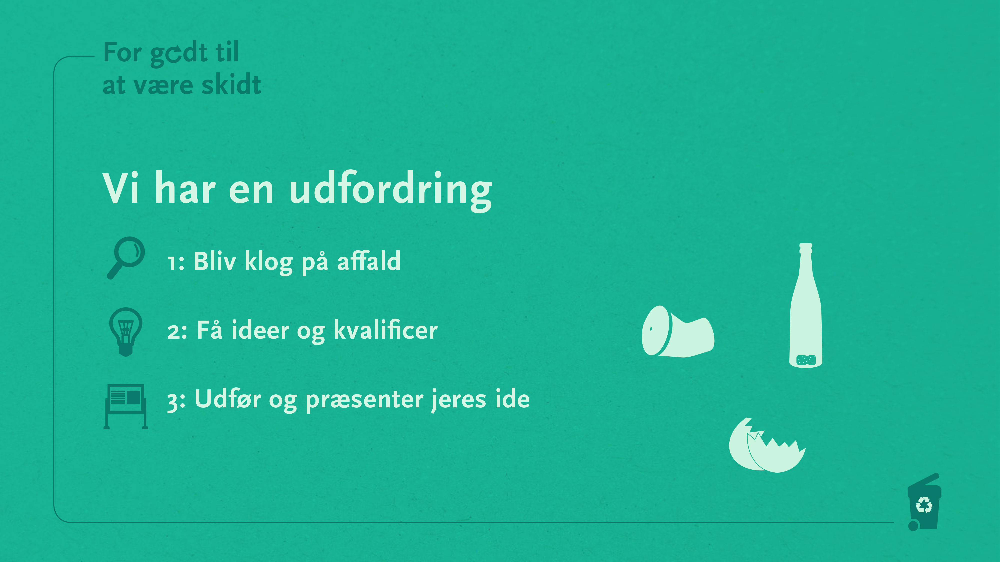 For godt til
at være skidt
Vi har en udfordring
1: Bliv klog på affald
2: Få ideer og kvalificer
3: Udfør og præsenter jeres ide